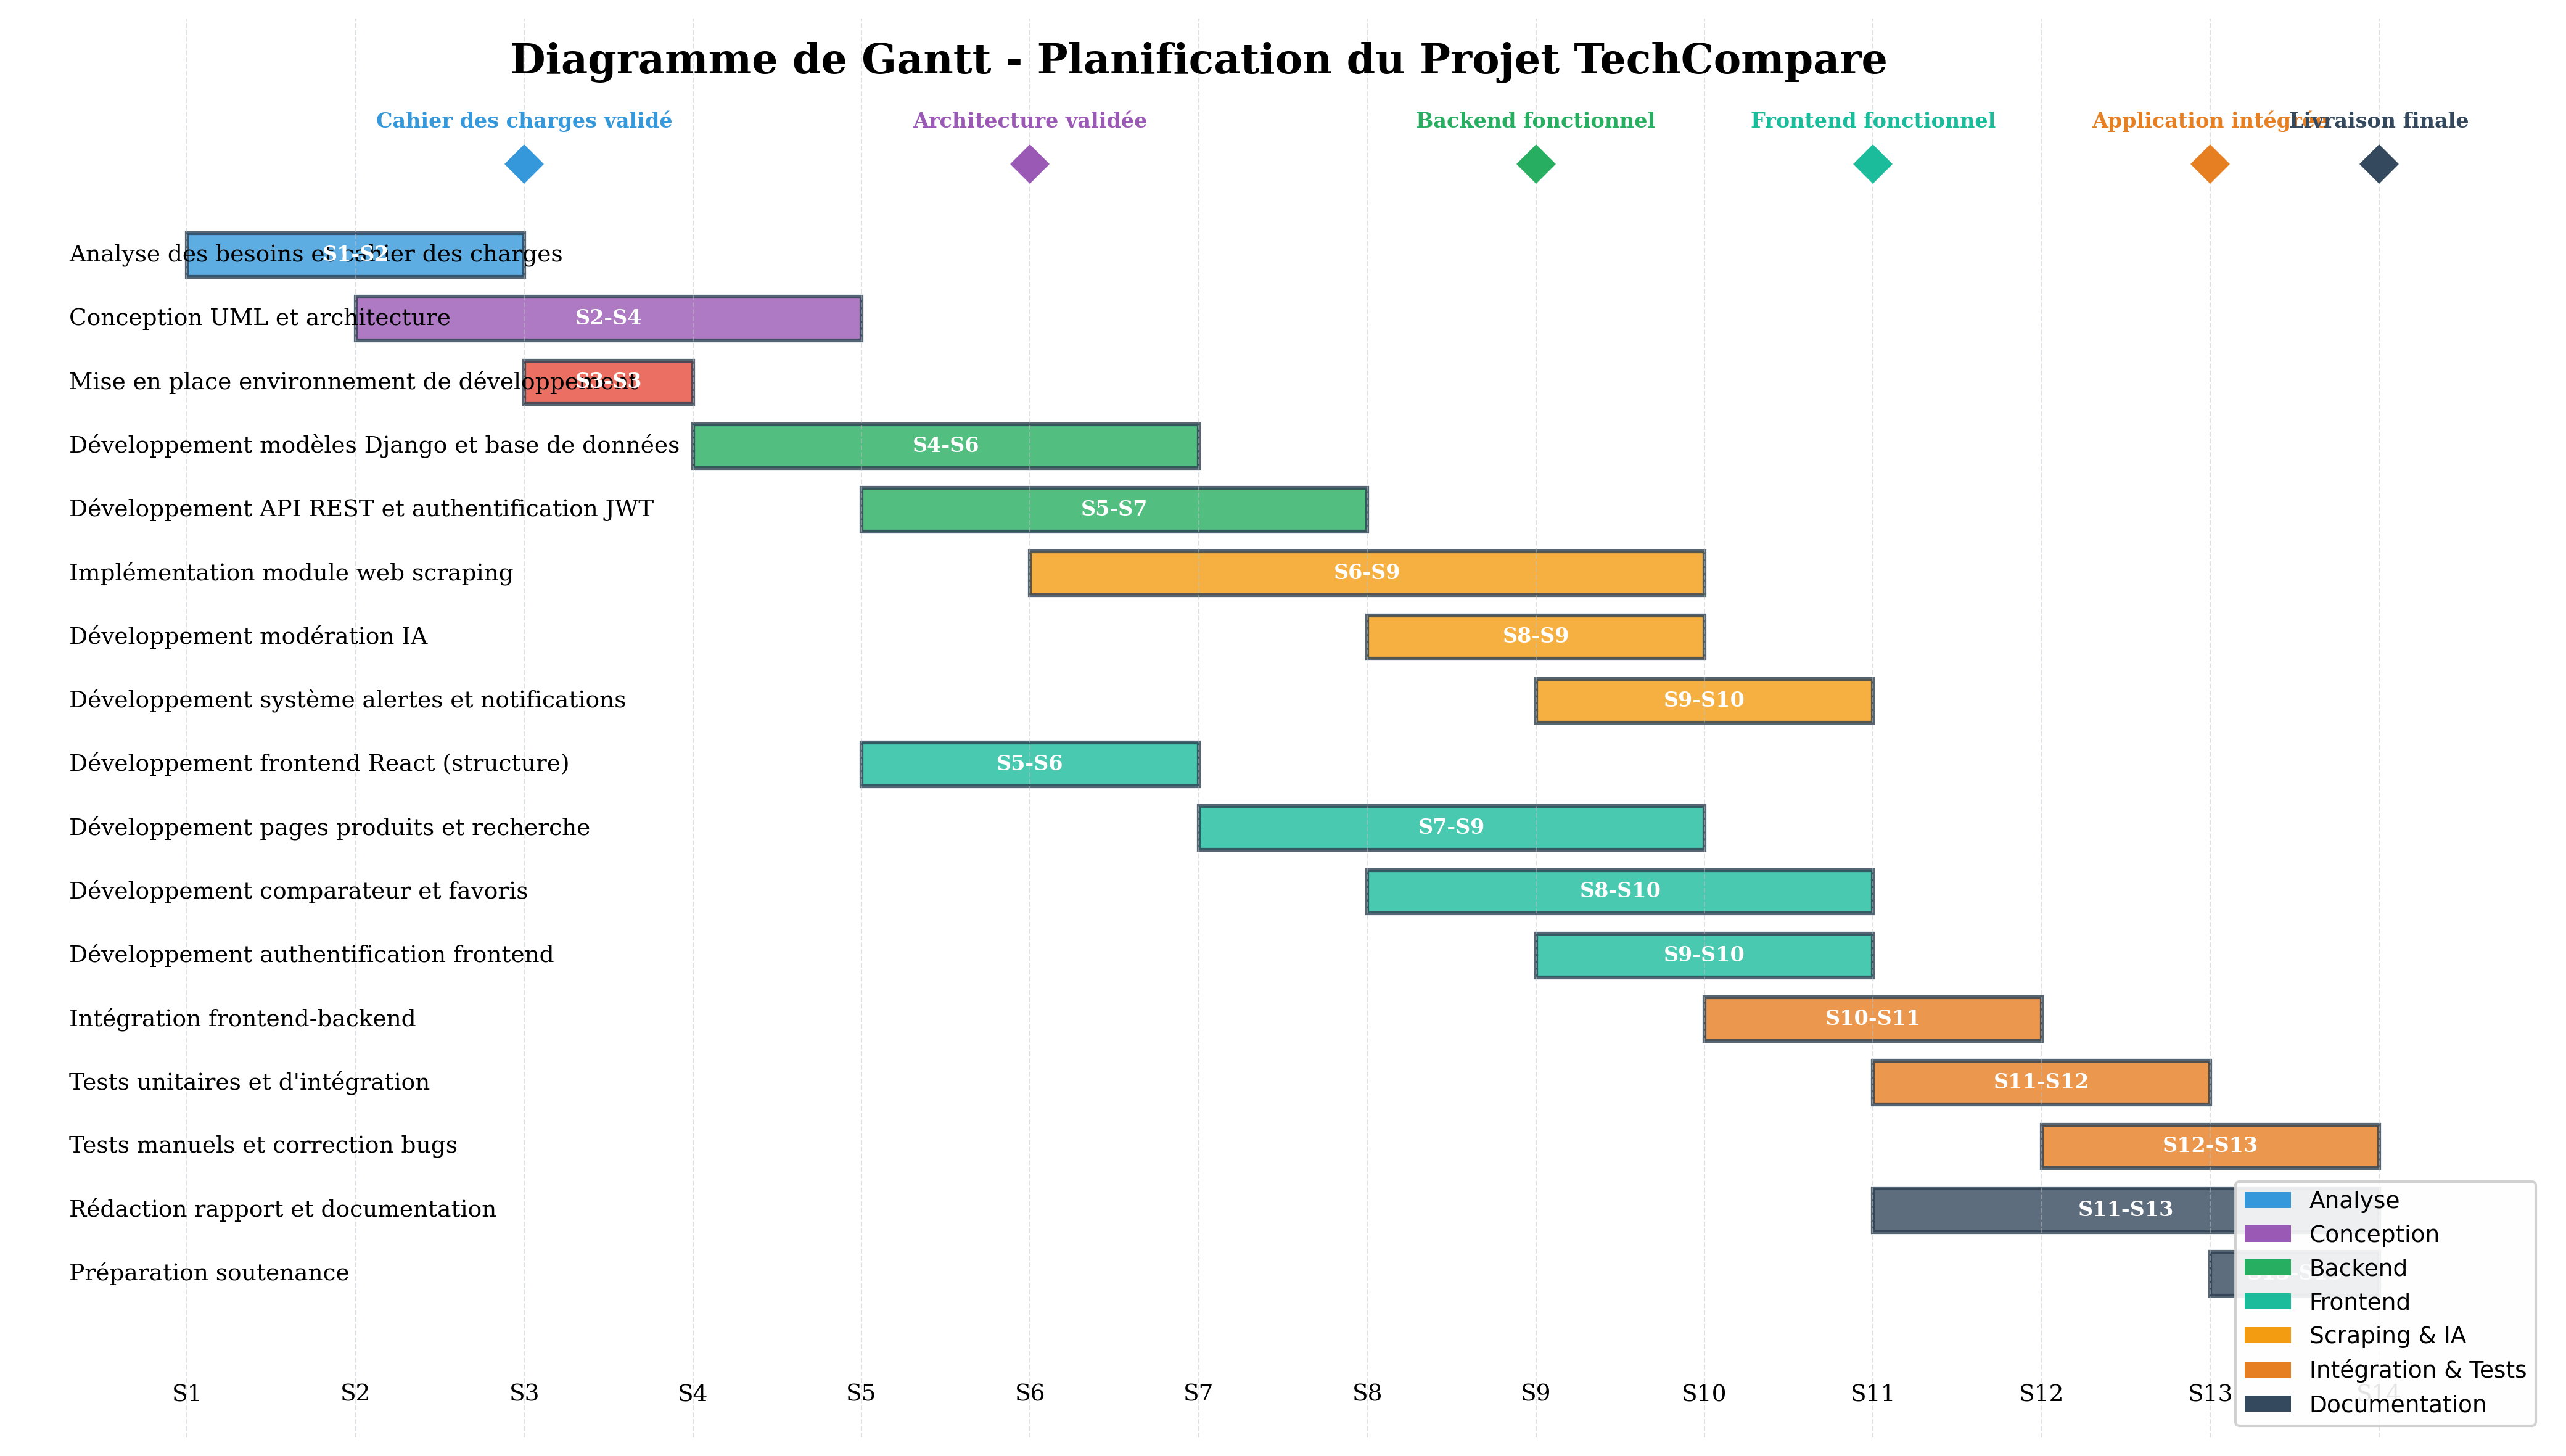 Diagramme de Gantt - Planification du Projet TechCompare
Cahier des charges validé
Architecture validée
Backend fonctionnel
Frontend fonctionnel
Application intégrée
Livraison finale
Analyse des besoins et cahier des charges
S1-S2
Conception UML et architecture
S2-S4
Mise en place environnement de développement
S3-S3
Développement modèles Django et base de données
S4-S6
Développement API REST et authentification JWT
S5-S7
Implémentation module web scraping
S6-S9
Développement modération IA
S8-S9
Développement système alertes et notifications
S9-S10
Développement frontend React (structure)
S5-S6
Développement pages produits et recherche
S7-S9
Développement comparateur et favoris
S8-S10
Développement authentification frontend
S9-S10
Intégration frontend-backend
S10-S11
Tests unitaires et d'intégration
S11-S12
Tests manuels et correction bugs
S12-S13
Rédaction rapport et documentation
S11-S13
Préparation soutenance
Analyse
Conception
Backend
Frontend
Scraping & IA
Intégration & Tests
Documentation
S1 S2 S3 S4 S5 S6 S7 S8 S9 S10 S11 S12 S13 S14